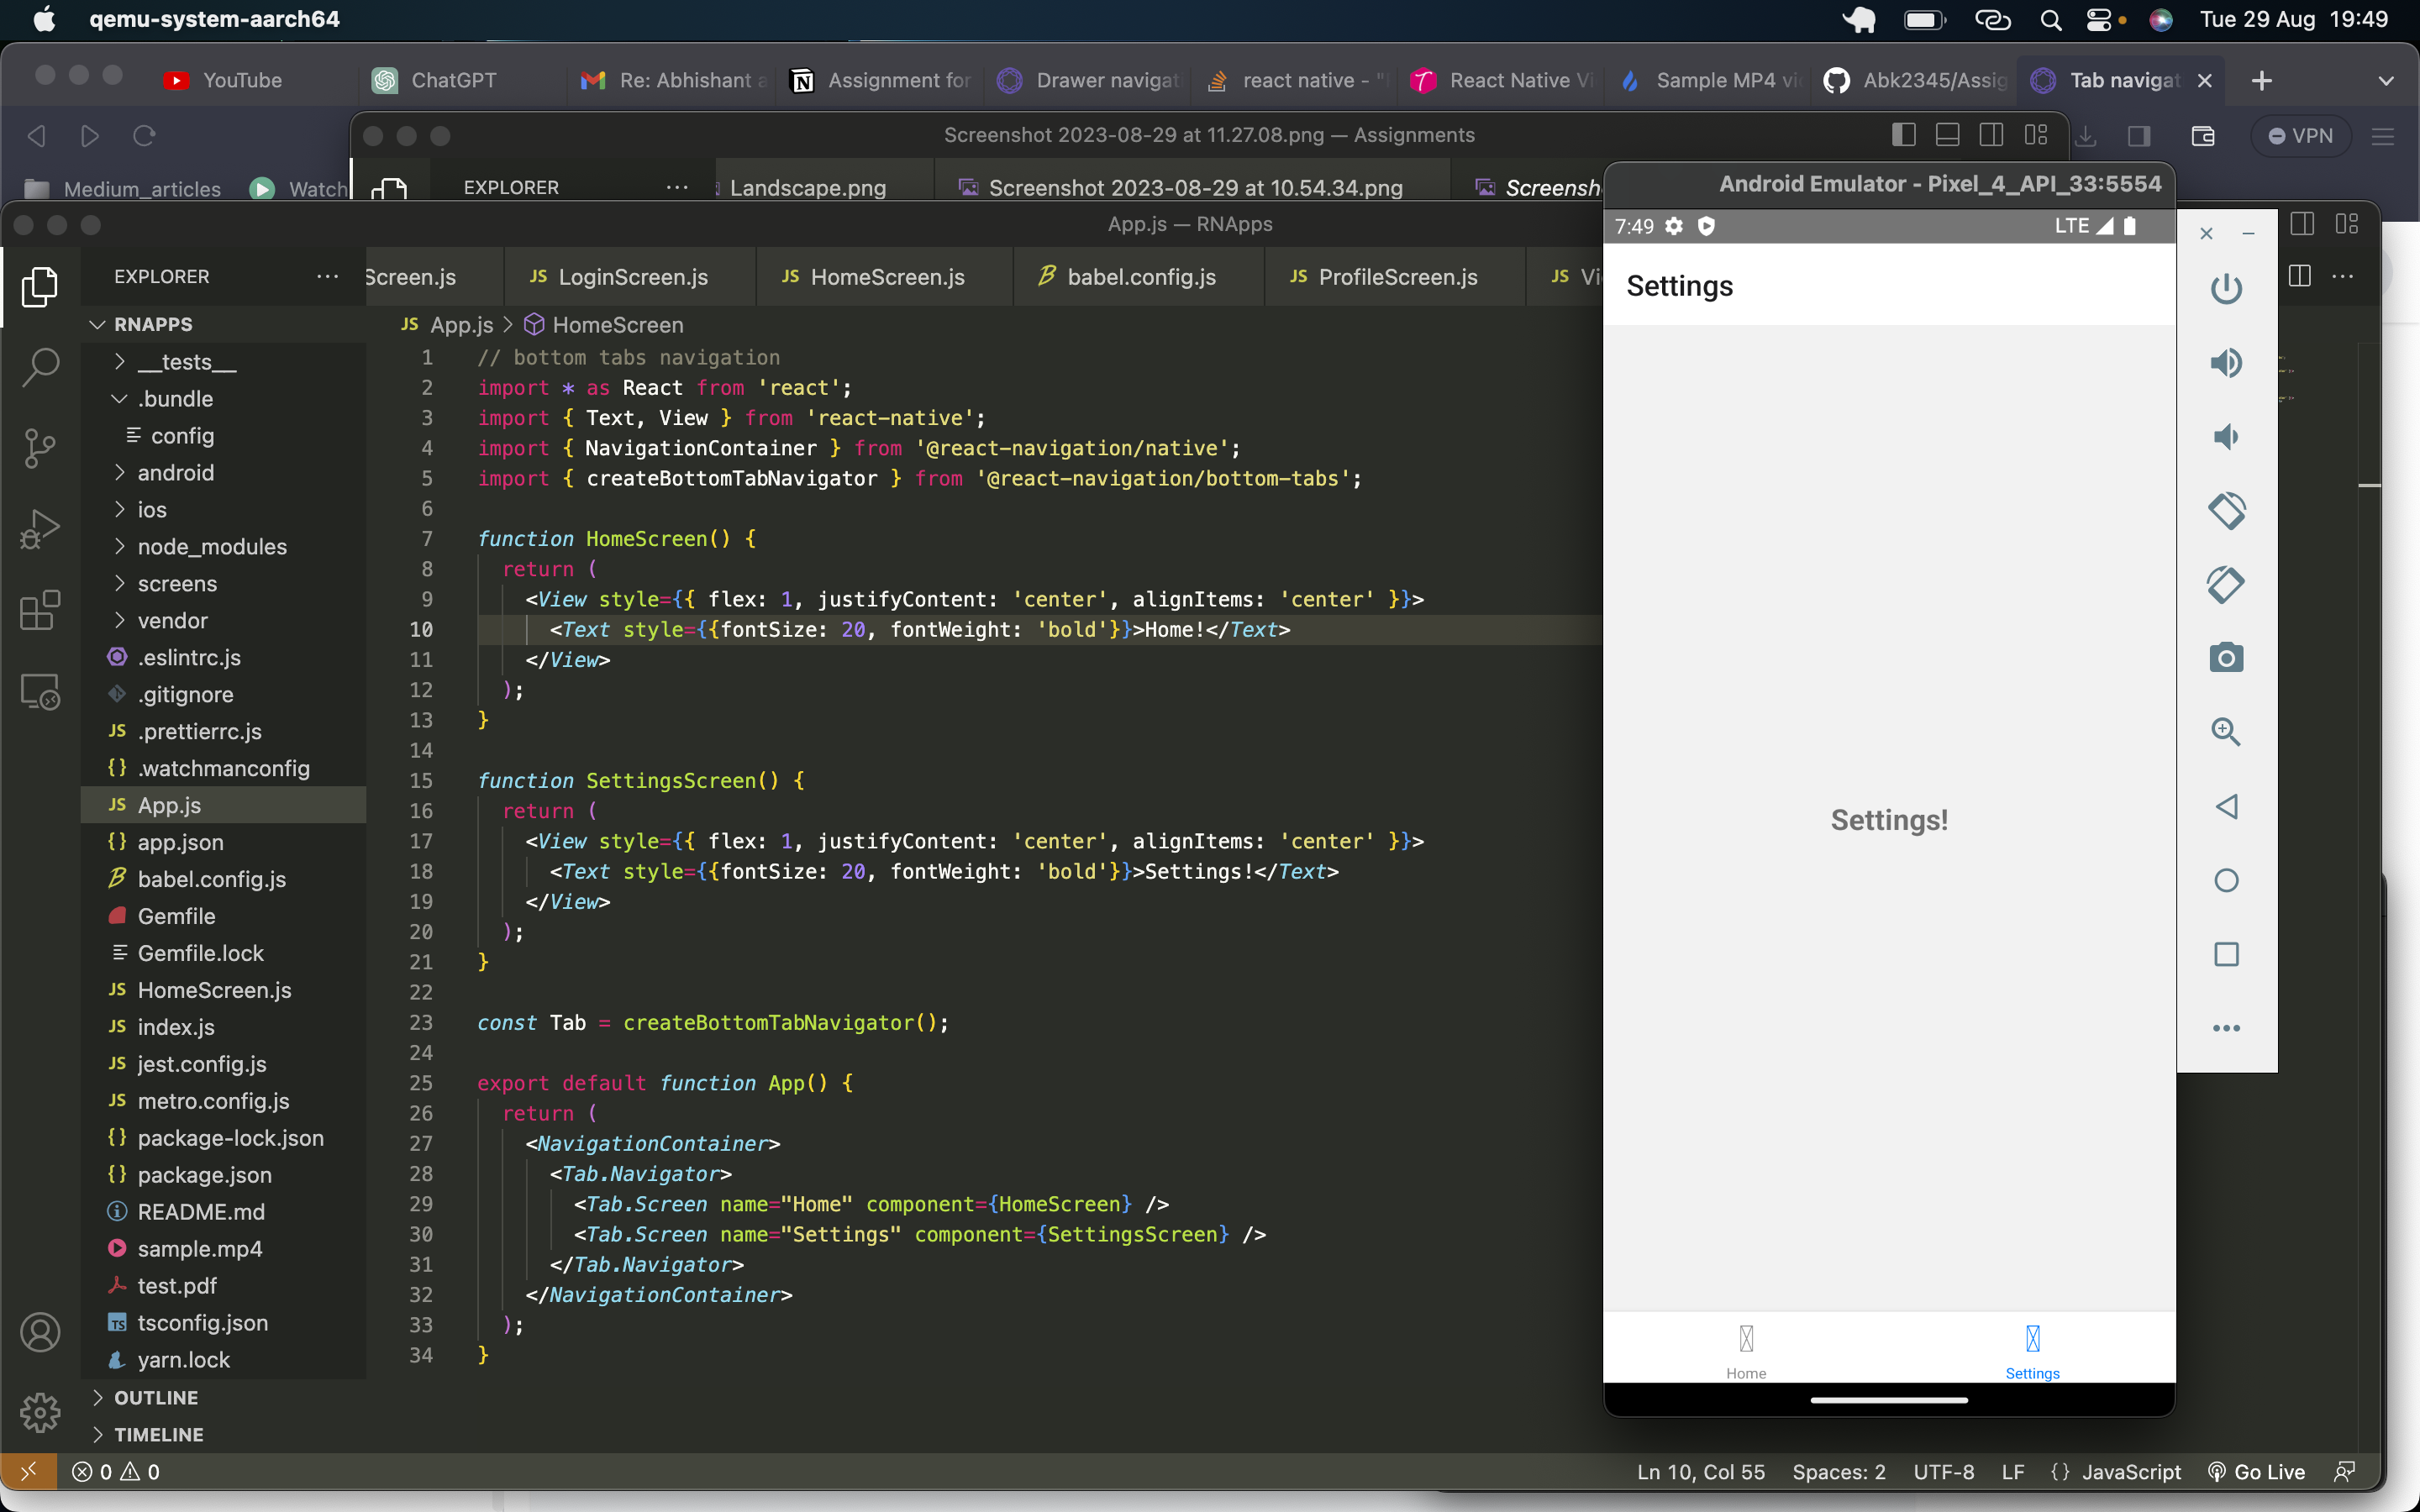 qemu-system-aarch64
Tue 29 Aug 19:49
YouTube
ChatGPT
Re: Abhishant a
Assignment for
Drawer navigat
react native - "
React Native Vi
Sample MP4 vi
Abk2345/Assig
Tab navigat
VPN
Medium_articles
Watch
Screenshot 2023-08-29 at 11.27.08.png — Assignments
EXPLORER
Landscape.png
Screenshot 2023-08-29 at 10.54.34.png
Screensh
App.js — RNApps
EXPLORER
Screen.js
JS LoginScreen.js
JS HomeScreen.js
babel.config.js
JS ProfileScreen.js
JS Vi
RNAPPS
__tests__
.bundle
config
android
ios
node_modules
screens
vendor
.eslintrc.js
.gitignore
JS .prettierrc.js
{} .watchmanconfig
JS App.js
{} app.json
babel.config.js
Gemfile
Gemfile.lock
JS HomeScreen.js
JS index.js
JS jest.config.js
JS metro.config.js
{} package-lock.json
{} package.json
README.md
sample.mp4
test.pdf
TS tsconfig.json
yarn.lock
OUTLINE
TIMELINE
JS App.js > HomeScreen
1 // bottom tabs navigation
2 import * as React from 'react';
3 import { Text, View } from 'react-native';
4 import { NavigationContainer } from '@react-navigation/native';
5 import { createBottomTabNavigator } from '@react-navigation/bottom-tabs';
6
7 function HomeScreen() {
8 return (
9 <View style={{ flex: 1, justifyContent: 'center', alignItems: 'center' }}>
10 <Text style={{fontSize: 20, fontWeight: 'bold'}}>Home!</Text>
11 </View>
12 );
13 }
14
15 function SettingsScreen() {
16 return (
17 <View style={{ flex: 1, justifyContent: 'center', alignItems: 'center' }}>
18 <Text style={{fontSize: 20, fontWeight: 'bold'}}>Settings!</Text>
19 </View>
20 );
21 }
22
23 const Tab = createBottomTabNavigator();
24
25 export default function App() {
26 return (
27 <NavigationContainer>
28 <Tab.Navigator>
29 <Tab.Screen name="Home" component={HomeScreen} />
30 <Tab.Screen name="Settings" component={SettingsScreen} />
31 </Tab.Navigator>
32 </NavigationContainer>
33 );
34 }
Android Emulator - Pixel_4_API_33:5554
7:49
LTE
Settings
Settings!
Home
Settings
0 0
Ln 10, Col 55
Spaces: 2
UTF-8
LF
{} JavaScript
Go Live